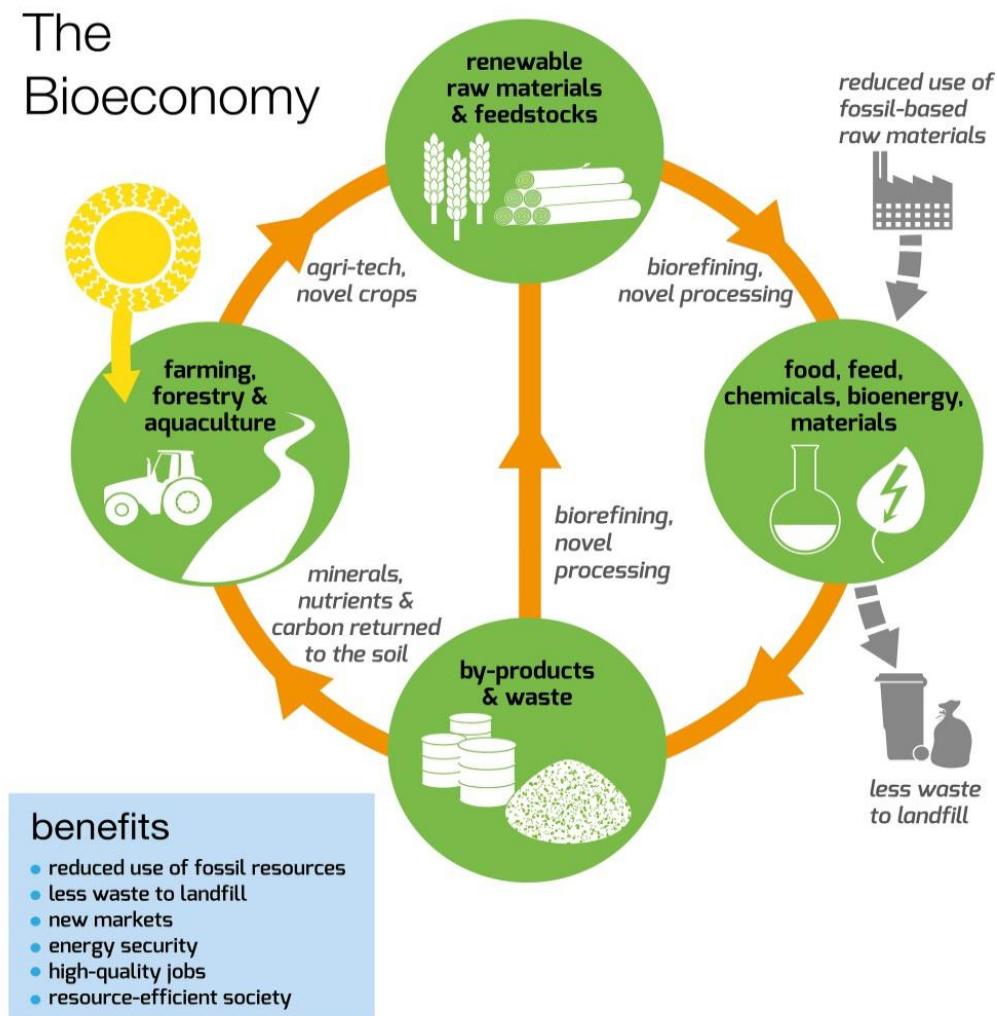 The
Bioeconomy
renewable
raw materials
& feedstocks
reduced use of
fossil-based
raw materials
agri-tech,
novel crops
biorefining,
novel processing
farming,
forestry &
aquaculture
food, feed,
chemicals, bioenergy,
materials
biorefining,
novel
processing
minerals,
nutrients &
carbon returned
to the soil
by-products
& waste
less waste
to landfill
benefits
• reduced use of fossil resources
• less waste to landfill
• new markets
• energy security
• high-quality jobs
• resource-efficient society